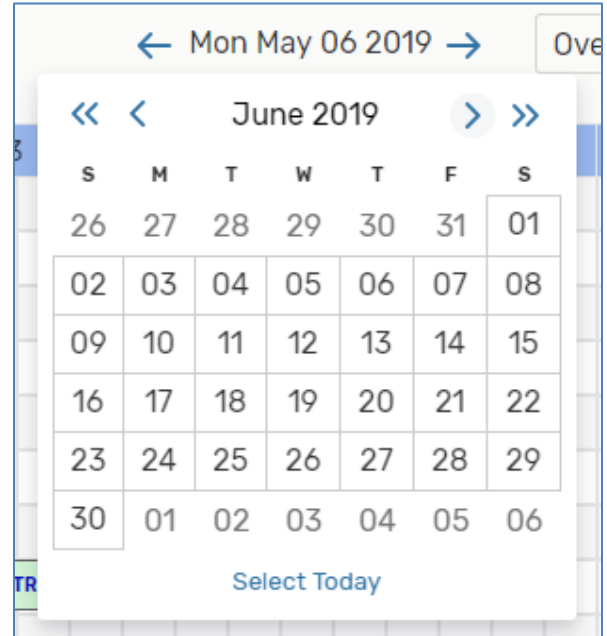 ← Mon May 06 2019 → Ove
« ‹ June 2019 › »
3
S M T W T F S
26 27 28 29 30 31 01
02 03 04 05 06 07 08
09 10 11 12 13 14 15
16 17 18 19 20 21 22
23 24 25 26 27 28 29
30 01 02 03 04 05 06
TR Select Today